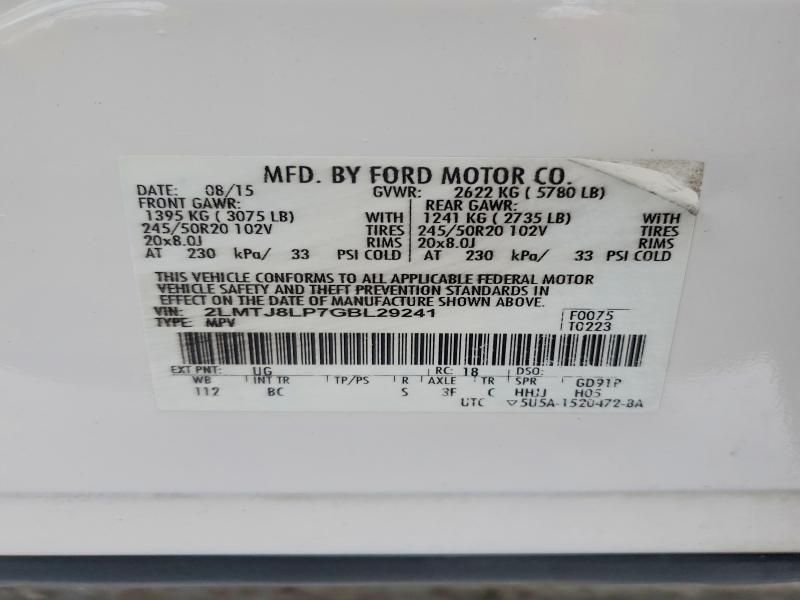 MFD. BY FORD MOTOR CO.
DATE: 08/15 GVWR: 2622 KG ( 5780 LB)
FRONT GAWR: REAR GAWR:
1395 KG ( 3075 LB) WITH 1241 KG ( 2735 LB) WITH
245/50R20 102V TIRES 245/50R20 102V TIRES
20x8.0J RIMS 20x8.0J RIMS
AT 230 kPa/ 33 PSI COLD AT 230 kPa/ 33 PSI COLD
THIS VEHICLE CONFORMS TO ALL APPLICABLE FEDERAL MOTOR
VEHICLE SAFETY AND THEFT PREVENTION STANDARDS IN
EFFECT ON THE DATE OF MANUFACTURE SHOWN ABOVE.
VIN: 2LMTJ8LP7GBL29241 F0075
TYPE: MPV T0223
EXT PNT: UG RC: 18 DSO:
WB INT TR TP/PS R AXLE TR SPR GD91P
112 BC S 3F C HHJJ H05
UTC ▽5U5A-1520472-BA